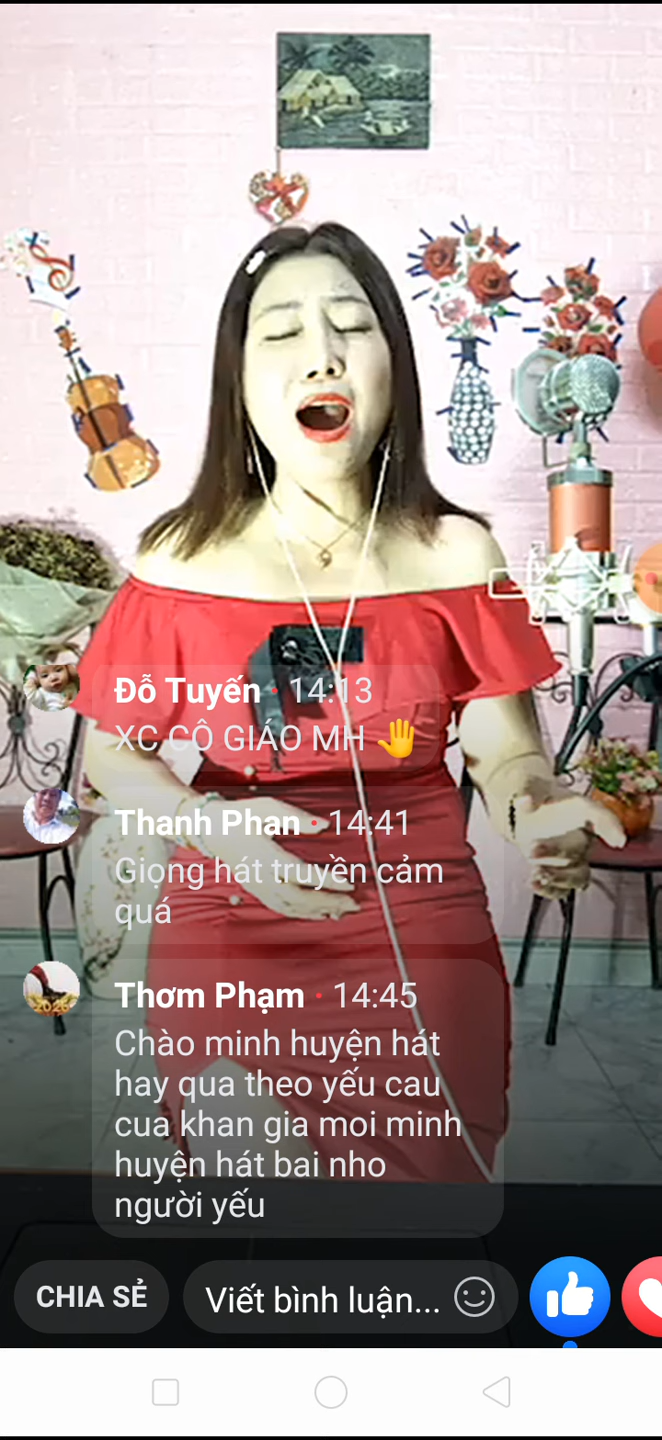 Đỗ Tuyến · 14:13
XC CÔ GIÁO MH 🤚
Thanh Phan · 14:41
Giọng hát truyền cảm
quá
Thơm Phạm · 14:45
Chào minh huyện hát
hay qua theo yếu cau
cua khan gia moi minh
huyện hát bai nho
người yếu
CHIA SẺ
Viết bình luận...